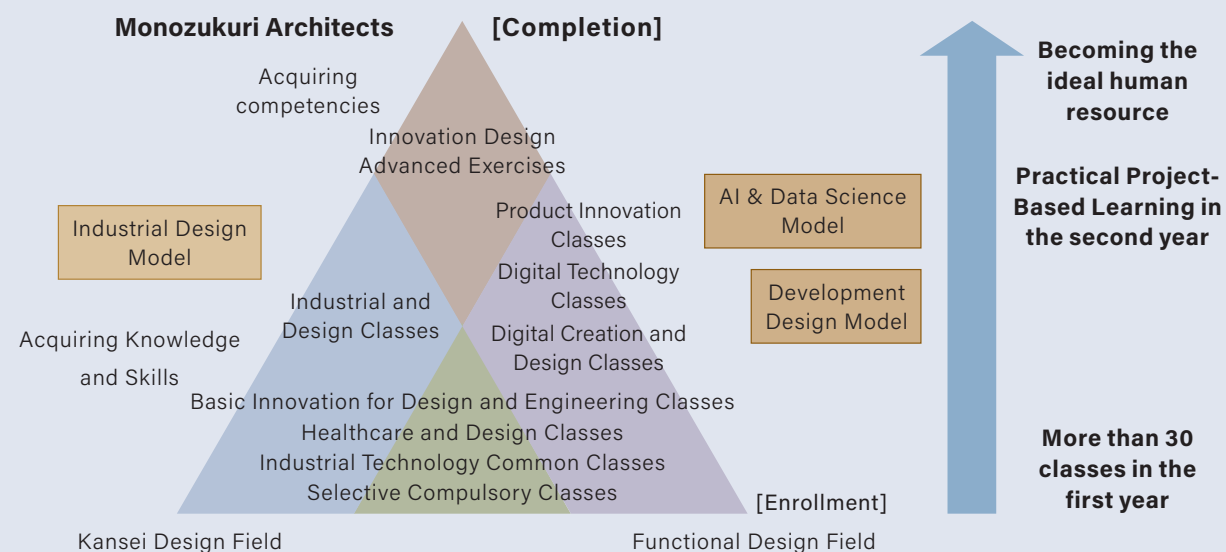 Monozukuri Architects
[Completion]
Acquiring
competencies
Innovation Design
Advanced Exercises
Industrial Design
Model
Industrial and
Design Classes
Product Innovation
Classes
Digital Technology
Classes
Digital Creation and
Design Classes
AI & Data Science
Model
Development
Design Model
Acquiring Knowledge
and Skills
Basic Innovation for Design and Engineering Classes
Healthcare and Design Classes
Industrial Technology Common Classes
Selective Compulsory Classes
[Enrollment]
Kansei Design Field
Functional Design Field
Becoming the
ideal human
resource
Practical Project-
Based Learning in
the second year
More than 30
classes in the
first year